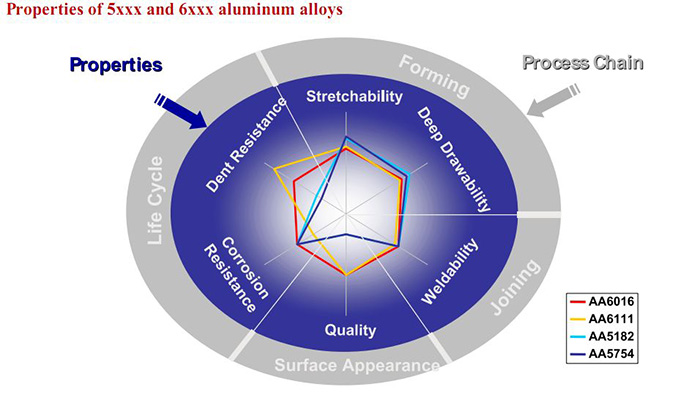 Properties of 5xxx and 6xxx aluminum alloys
Properties
Process Chain
Forming
Stretchability
Dent Resistance
Deep Drawability
Life Cycle
Corrosion
Resistance
Weldability
Joining
Quality
Surface Appearance
AA6016
AA6111
AA5182
AA5754